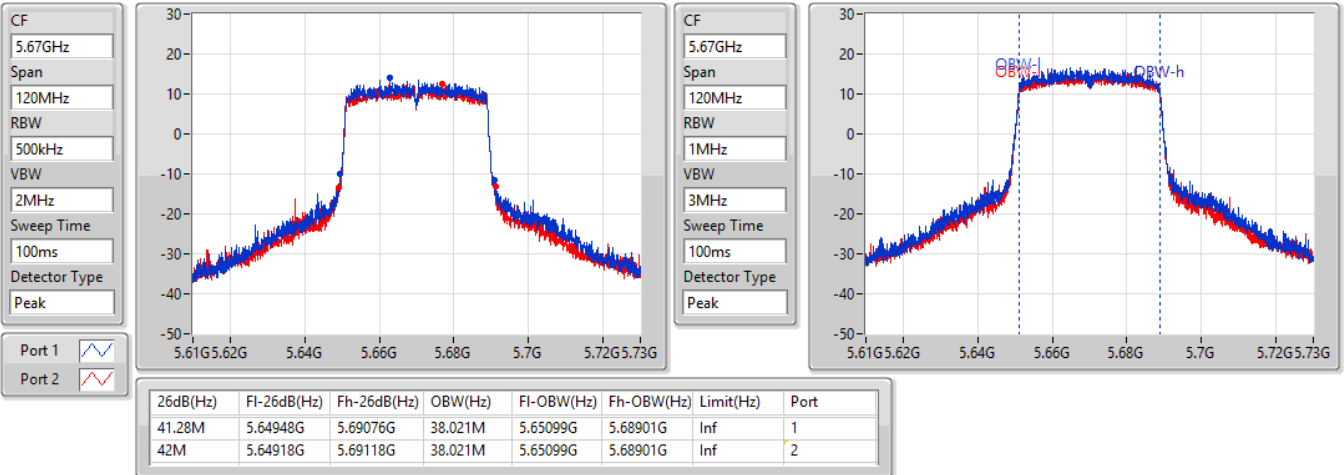 CF
5.67GHz
Span
120MHz
RBW
500kHz
VBW
2MHz
Sweep Time
100ms
Detector Type
Peak
Port 1
Port 2
30
20
10
0
-10
-20
-30
-40
-50
5.61G 5.62G 5.64G 5.66G 5.68G 5.7G 5.72G 5.73G
CF
5.67GHz
Span
120MHz
RBW
1MHz
VBW
3MHz
Sweep Time
100ms
Detector Type
Peak
30
20
10
0
-10
-20
-30
-40
-50
OBW-l
OBW-l
OBW-h
5.61G 5.62G 5.64G 5.66G 5.68G 5.7G 5.72G 5.73G
26dB(Hz) Fl-26dB(Hz) Fh-26dB(Hz) OBW(Hz) Fl-OBW(Hz) Fh-OBW(Hz) Limit(Hz) Port
41.28M 5.64948G 5.69076G 38.021M 5.65099G 5.68901G Inf 1
42M 5.64918G 5.69118G 38.021M 5.65099G 5.68901G Inf 2